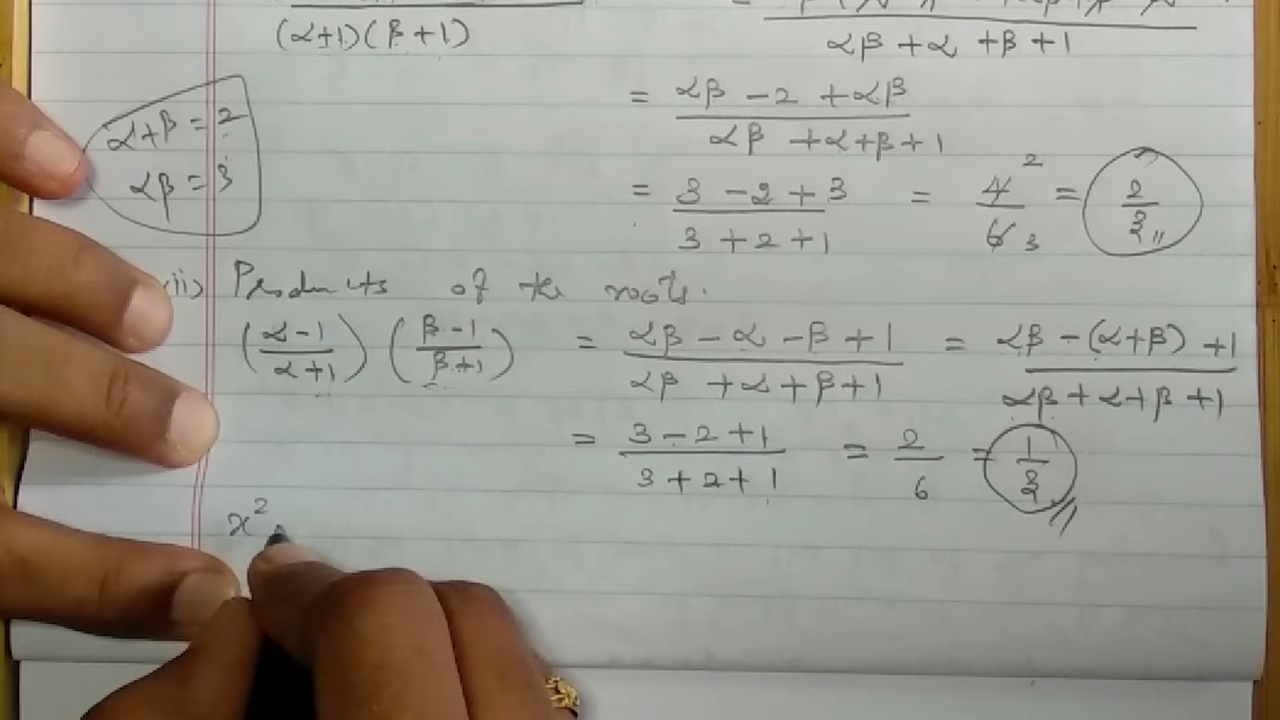 (α+1)(β+1)
αβ + α + β + 1
= αβ - 2 + αβ / αβ + α + β + 1
α+β = 2
αβ = 3
= 3 - 2 + 3 / 3 + 2 + 1 = 4 2 / 6 3 = 2 / 3 "
ii) Products of the roots.
(α-1 / α+1) (β-1 / β+1) = αβ - α - β + 1 / αβ + α + β + 1 = αβ - (α+β) + 1 / αβ + α + β + 1
= 3 - 2 + 1 / 3 + 2 + 1 = 2 / 6 = 1 / 3 //
x²